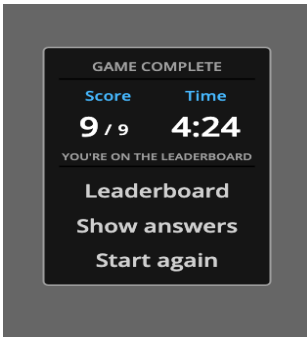 GAME COMPLETE
Score Time
9 / 9 4:24
YOU'RE ON THE LEADERBOARD
Leaderboard
Show answers
Start again